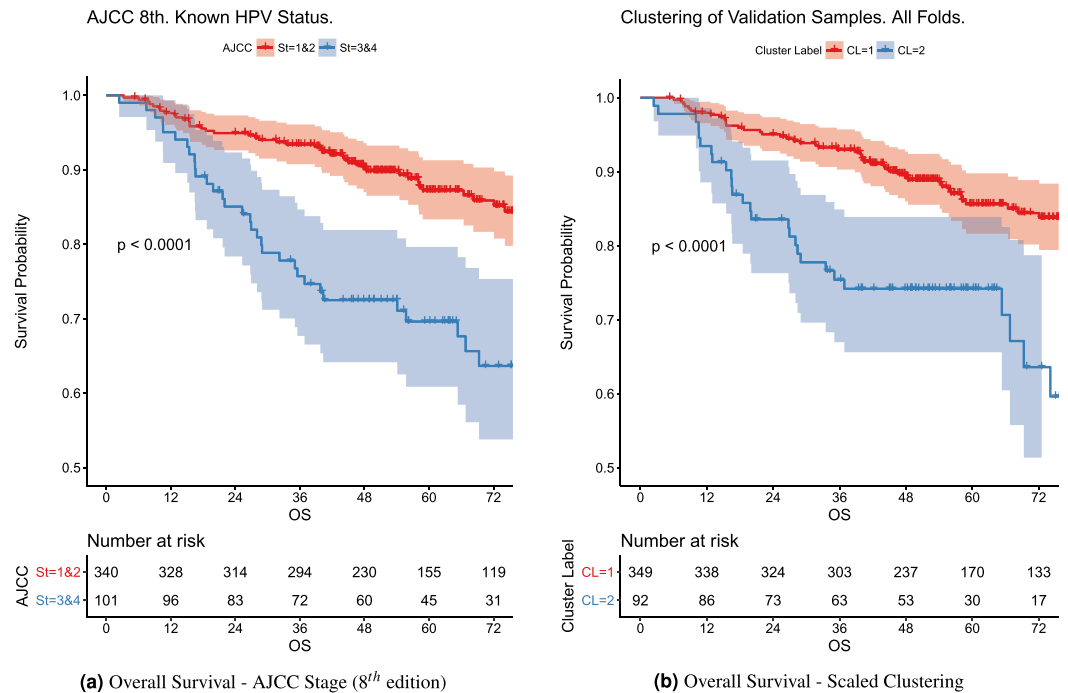 AJCC 8th. Known HPV Status.
AJCC St=1&2 St=3&4
1.0
0.9
0.8
0.7
0.6
0.5
Survival Probability
p < 0.0001
0 12 24 36 48 60 72
OS
Number at risk
AJCC
St=1&2 340 328 314 294 230 155 119
St=3&4 101 96 83 72 60 45 31
0 12 24 36 48 60 72
OS
(a) Overall Survival - AJCC Stage (8th edition)
Clustering of Validation Samples. All Folds.
Cluster Label CL=1 CL=2
1.0
0.9
0.8
0.7
0.6
0.5
Survival Probability
p < 0.0001
0 12 24 36 48 60 72
OS
Number at risk
Cluster Label
CL=1 349 338 324 303 237 170 133
CL=2 92 86 73 63 53 30 17
0 12 24 36 48 60 72
OS
(b) Overall Survival - Scaled Clustering